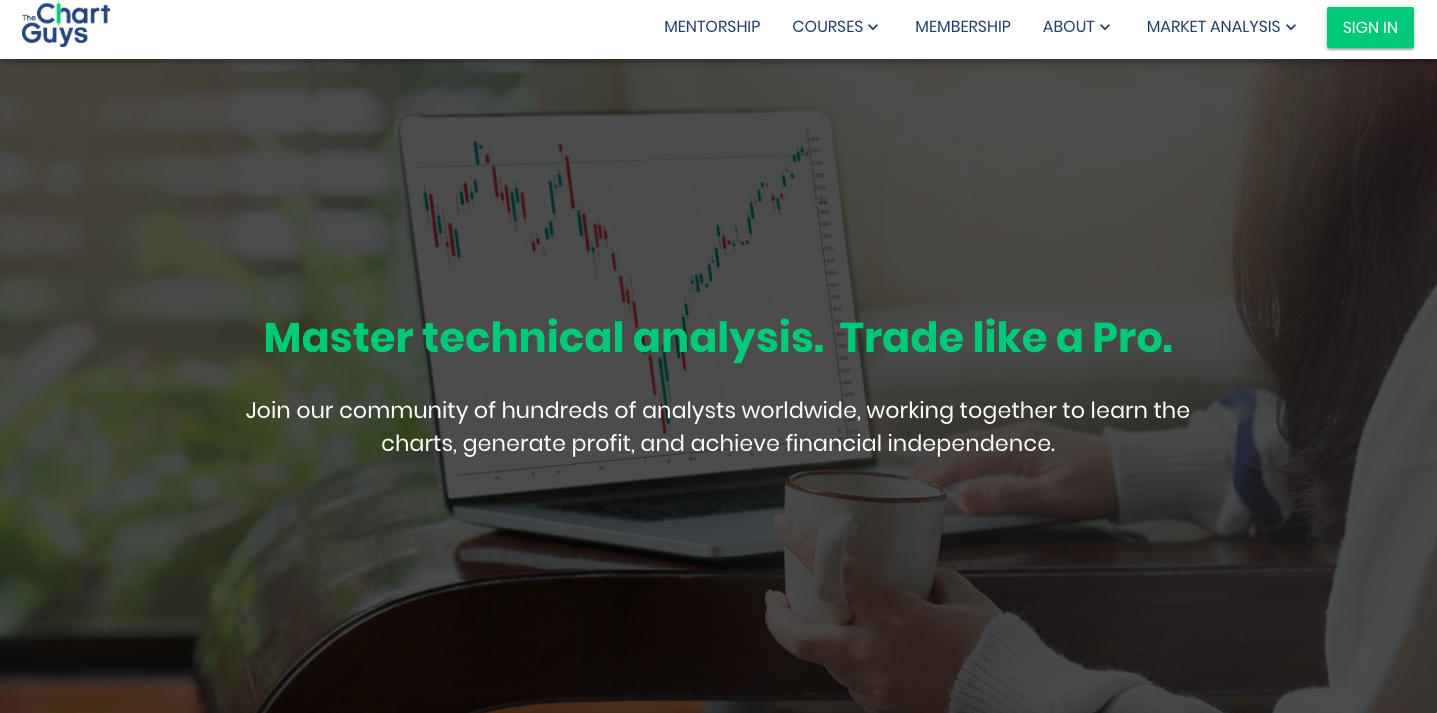 The Chart
Guys
MENTORSHIP
COURSES
MEMBERSHIP
ABOUT
MARKET ANALYSIS
SIGN IN
Master technical analysis. Trade like a Pro.
Join our community of hundreds of analysts worldwide, working together to learn the
charts, generate profit, and achieve financial independence.